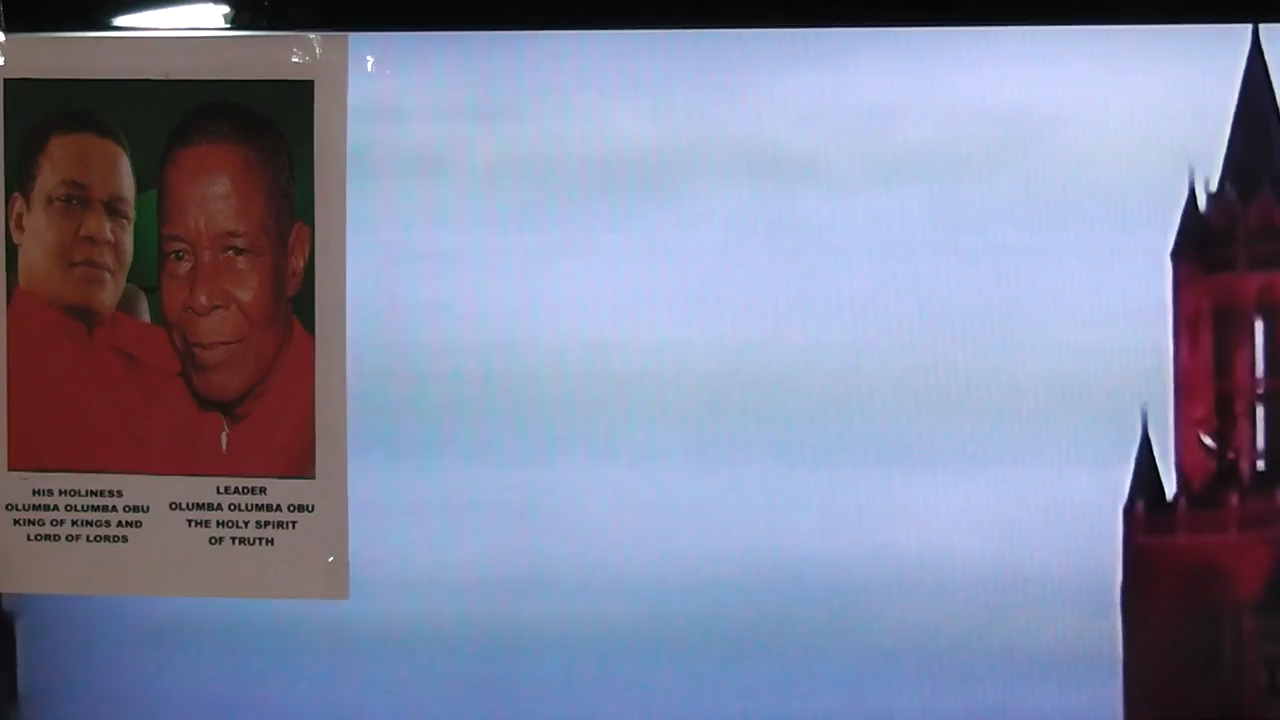 HIS HOLINESS
OLUMBA OLUMBA OBU
KING OF KINGS AND
LORD OF LORDS
LEADER
OLUMBA OLUMBA OBU
THE HOLY SPIRIT
OF TRUTH